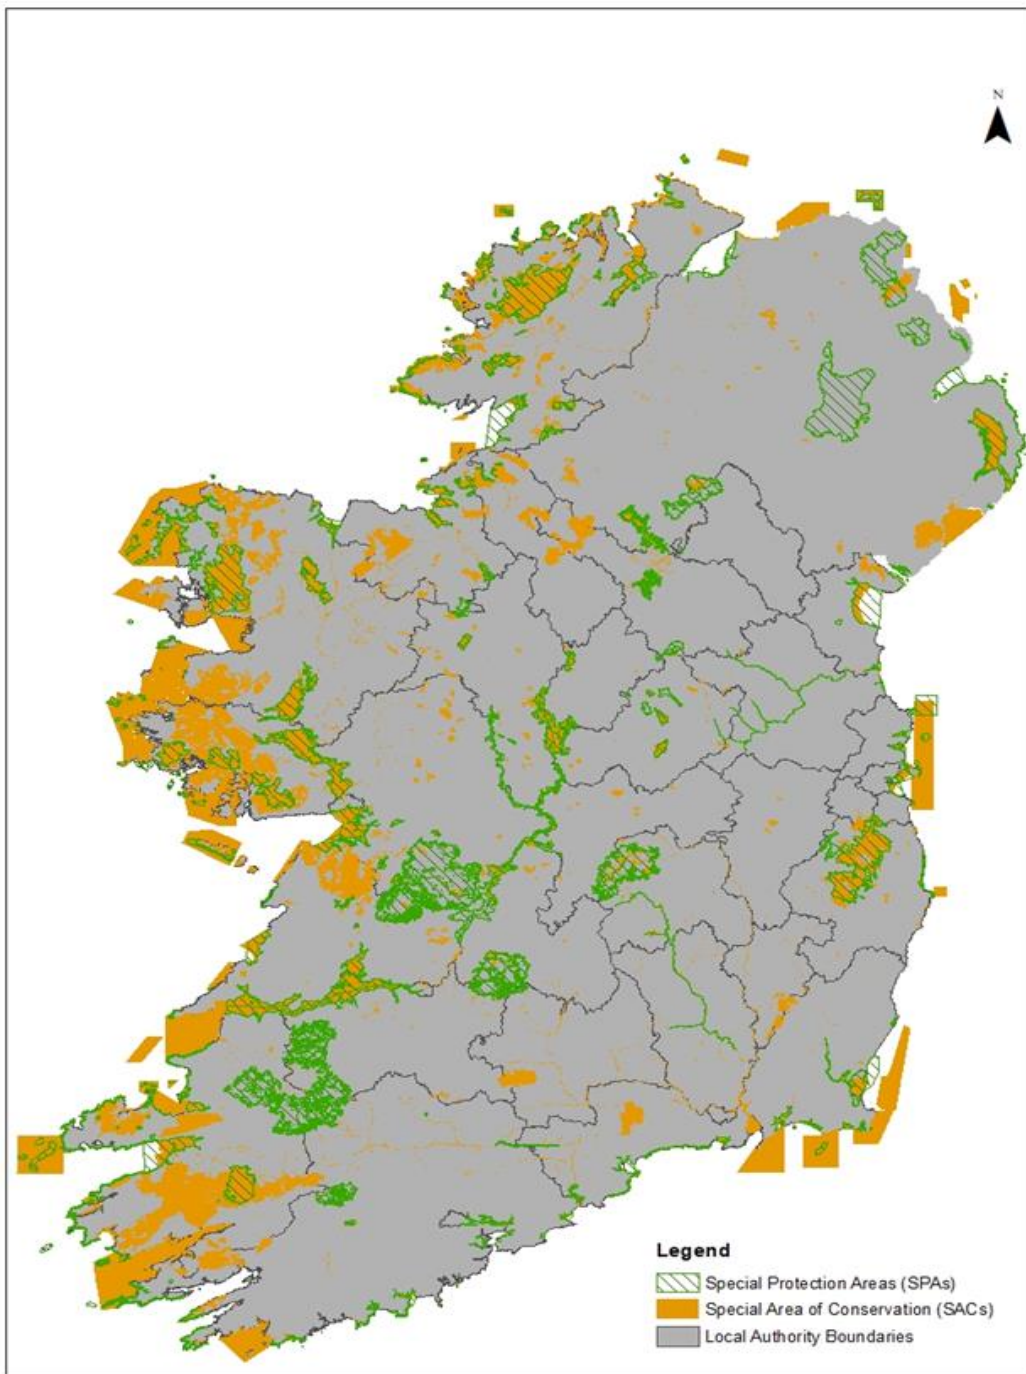 N
Legend
Special Protection Areas (SPAs)
Special Area of Conservation (SACs)
Local Authority Boundaries